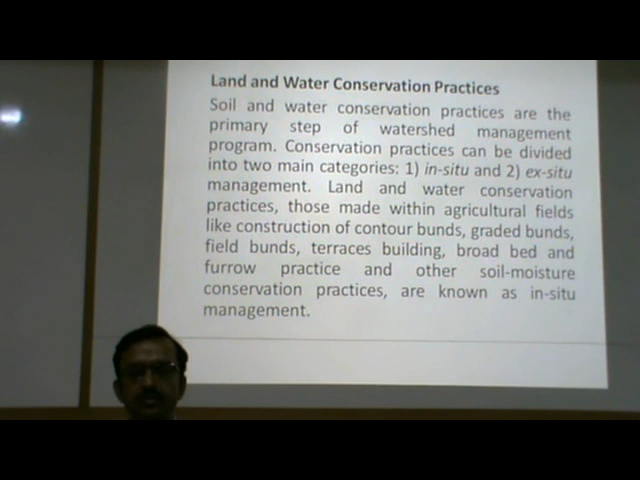 Land and Water Conservation Practices
Soil and water conservation practices are the
primary step of watershed management
program. Conservation practices can be divided
into two main categories: 1) in-situ and 2) ex-situ
management. Land and water conservation
practices, those made within agricultural fields
like construction of contour bunds, graded bunds,
field bunds, terraces building, broad bed and
furrow practice and other soil-moisture
conservation practices, are known as in-situ
management.